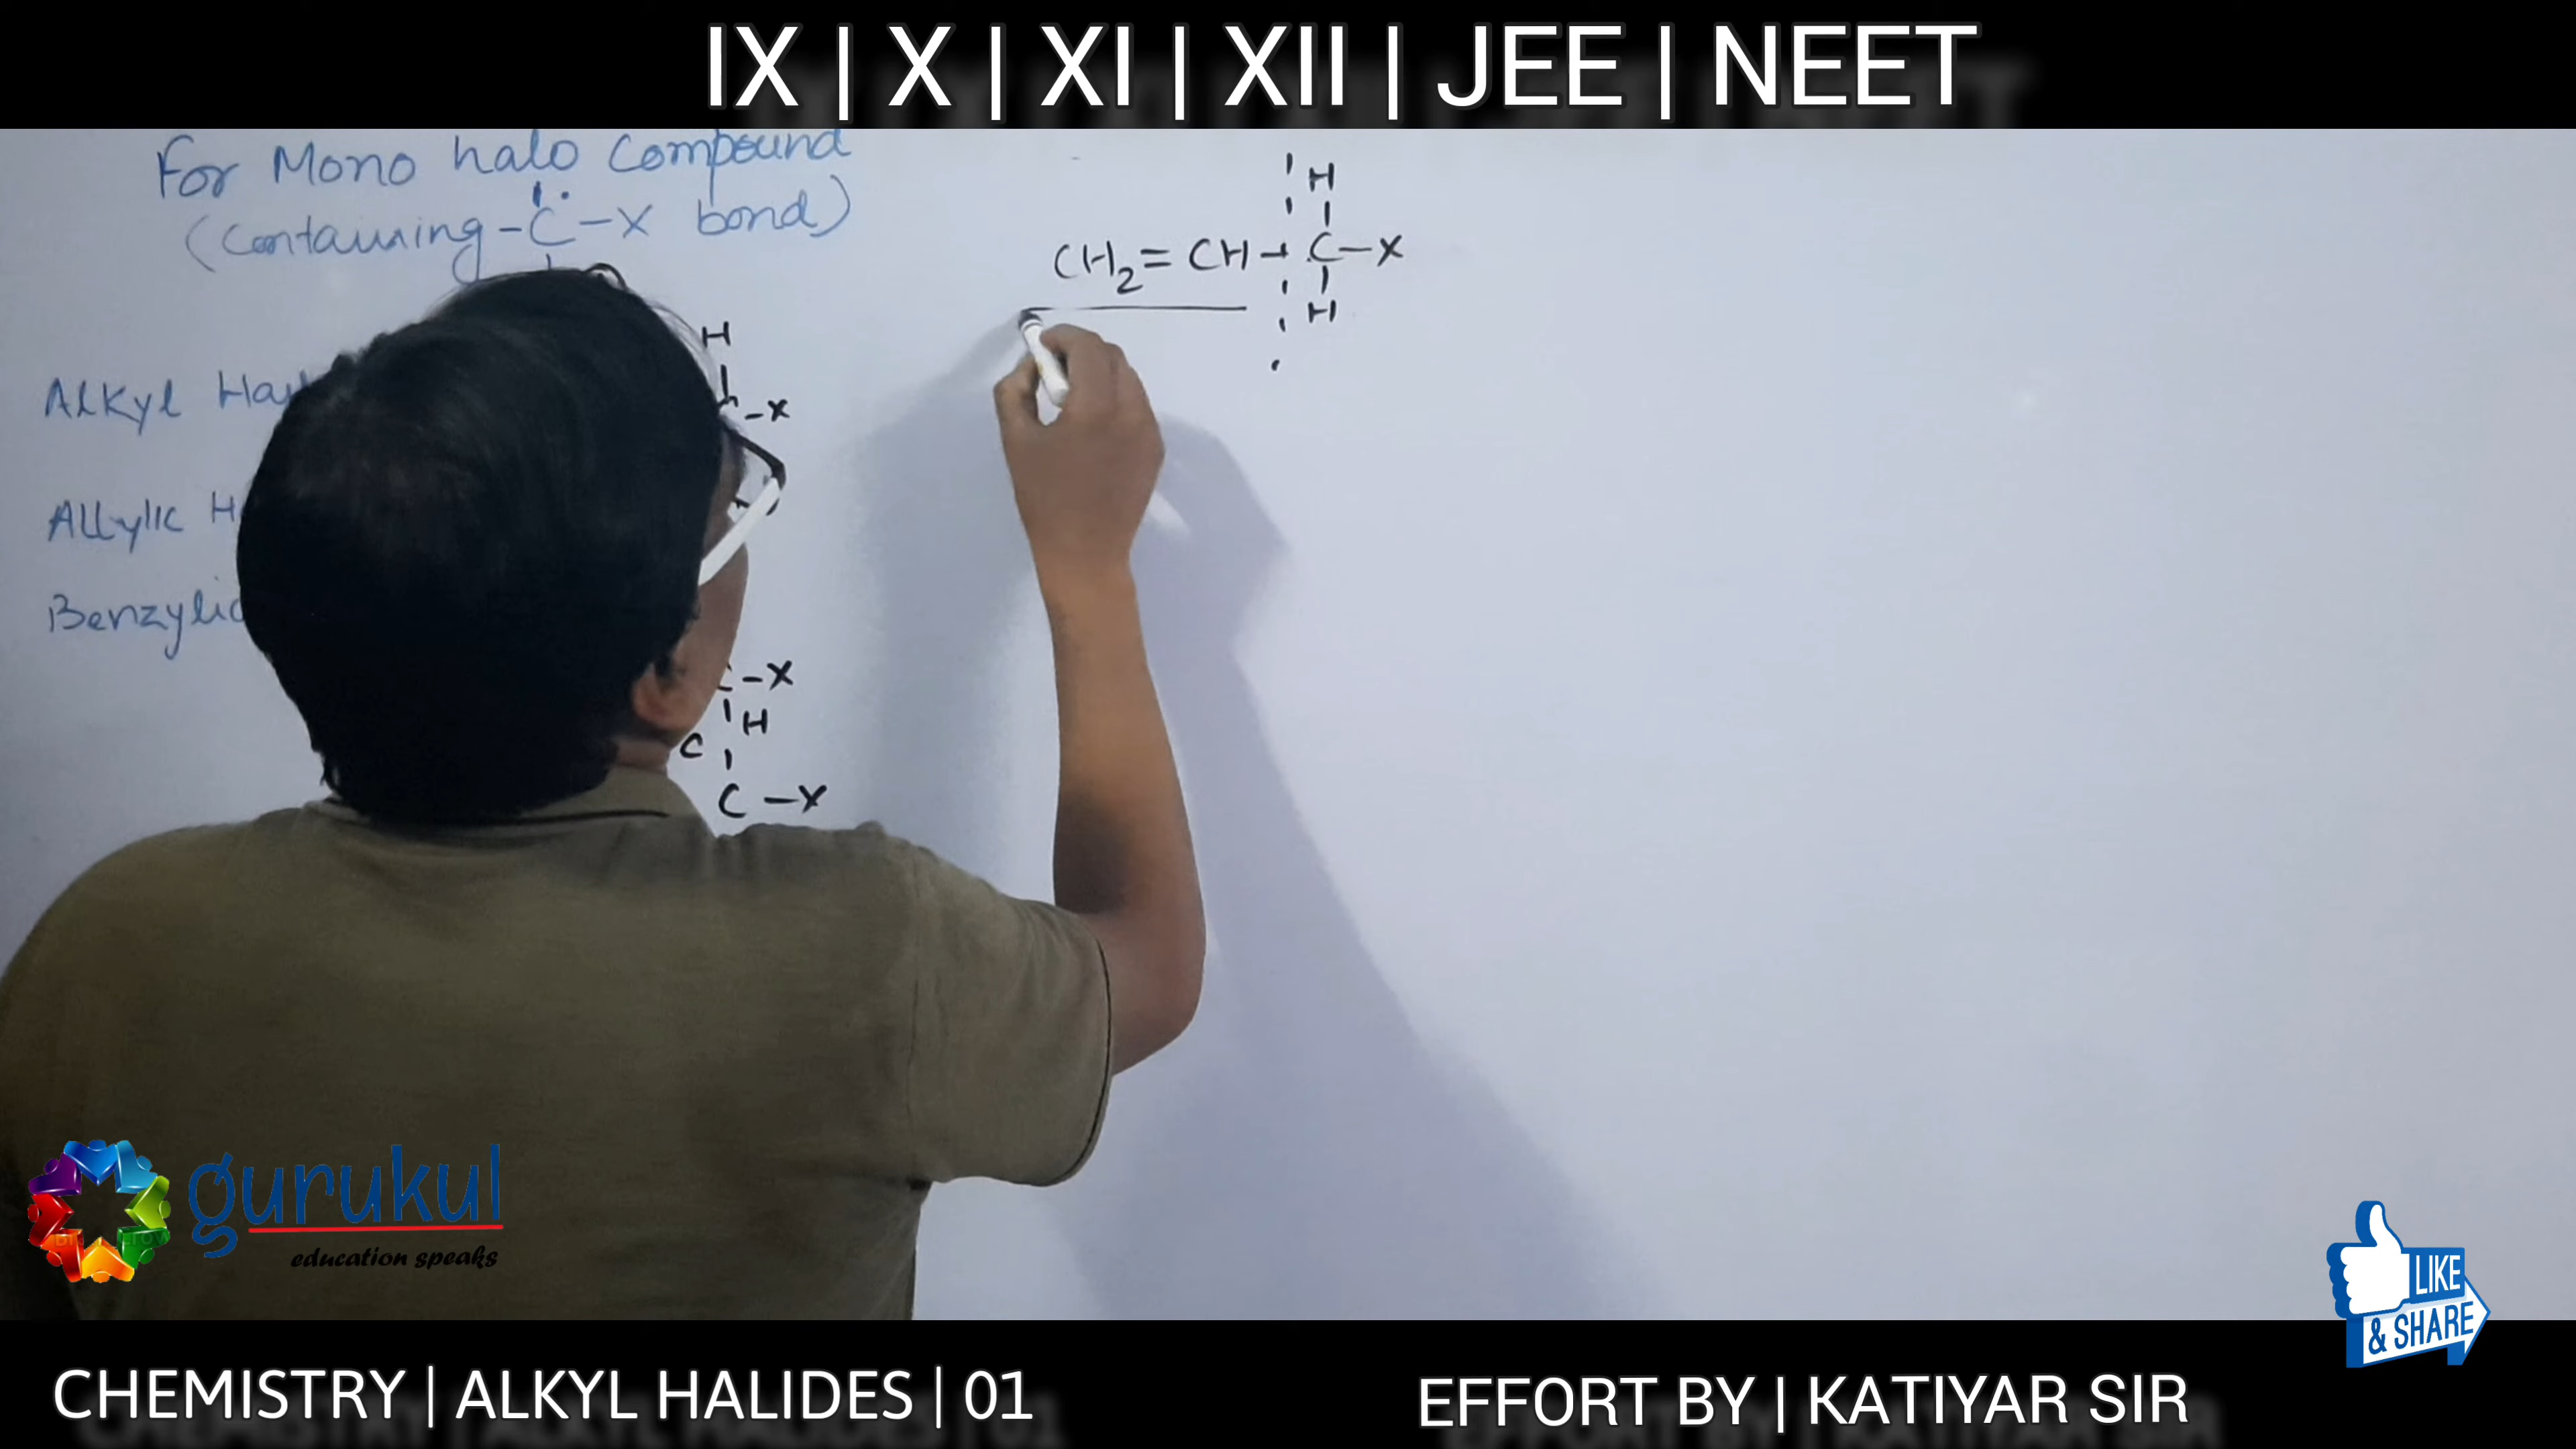 IX | X | XI | XII | JEE | NEET
For Mono halo Compound
(Containing -C-X bond)
Alkyl
Allylic
H
-X
C-X
H
C
C-X
H
CH2=CH-C-X
H
gurukul
education speaks
LIKE
& SHARE
CHEMISTRY | ALKYL HALIDES | 01
EFFORT BY | KATIYAR SIR